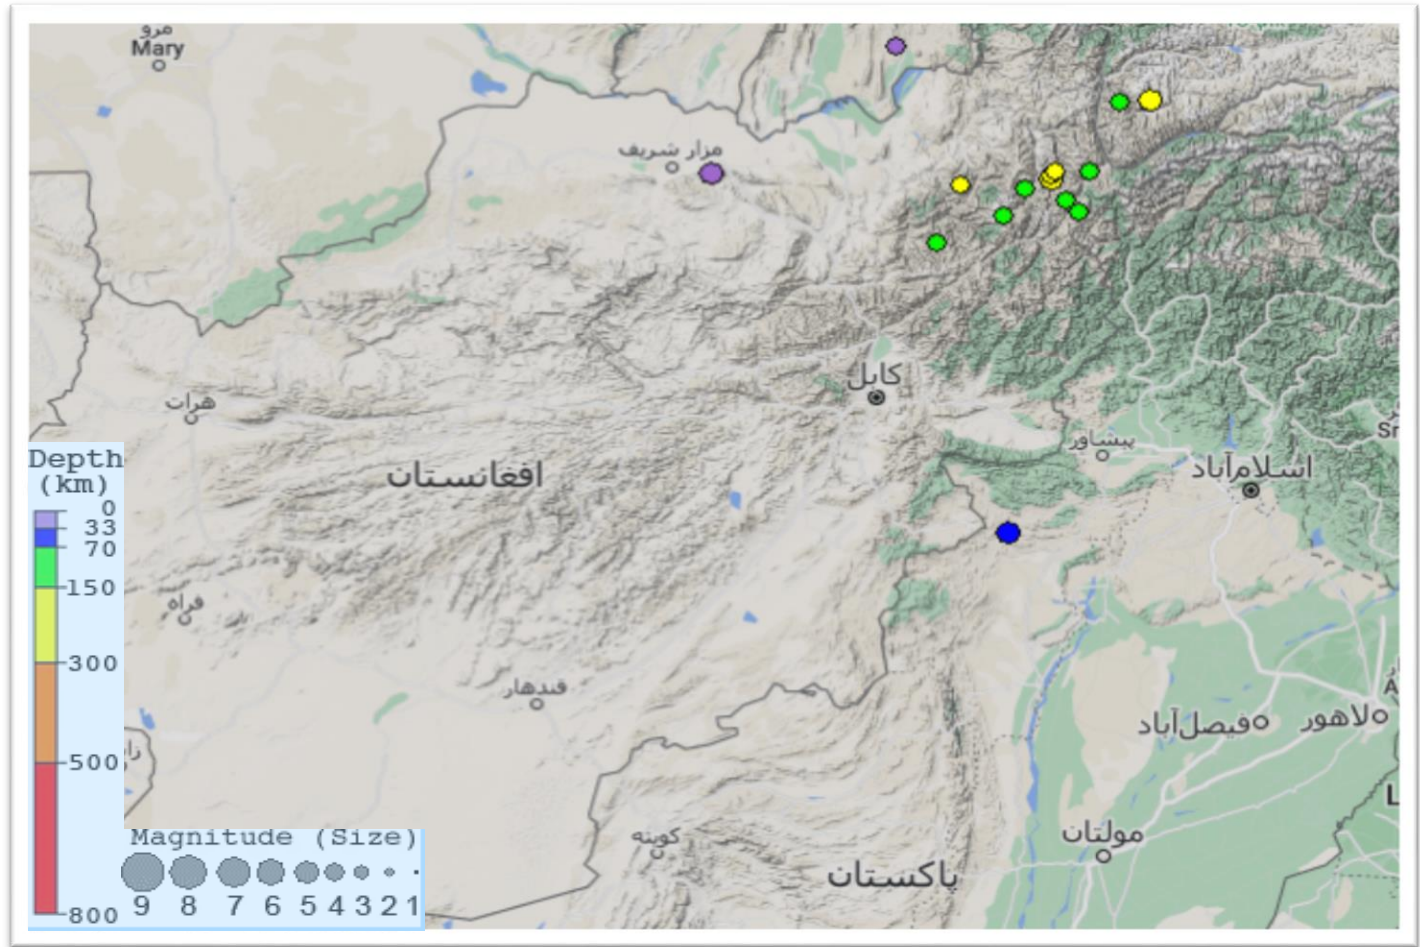 مرو
Mary
مزار شریف
کابل
هرات
پیشاور
اسلام‌آباد
افغانستان
فراه
قندهار
فیصل‌آباد
لاهور
مولتان
کویته
پاکستان
Depth
(km)
0
33
70
150
300
500
800
Magnitude (Size)
9 8 7 6 5 4 3 2 1